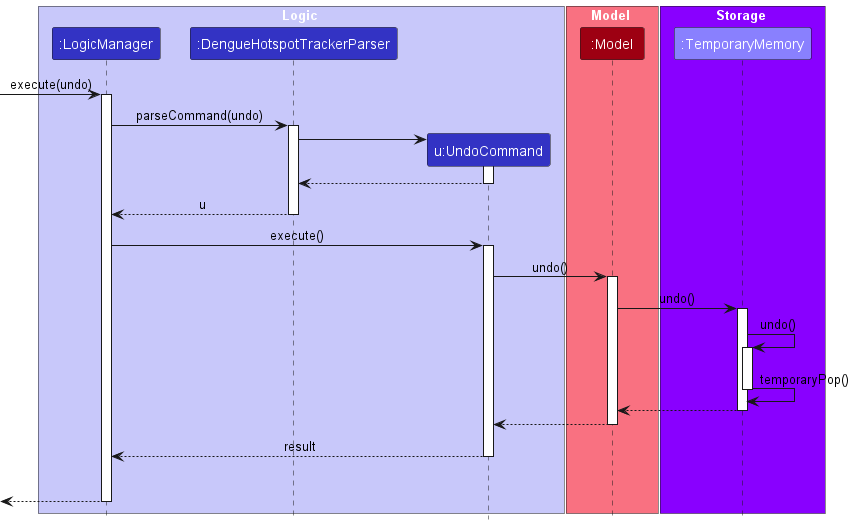 Logic
Model
Storage
:LogicManager
:DengueHotspotTrackerParser
:Model
:TemporaryMemory
execute(undo)
parseCommand(undo)
u:UndoCommand
u
execute()
undo()
undo()
undo()
temporaryPop()
result